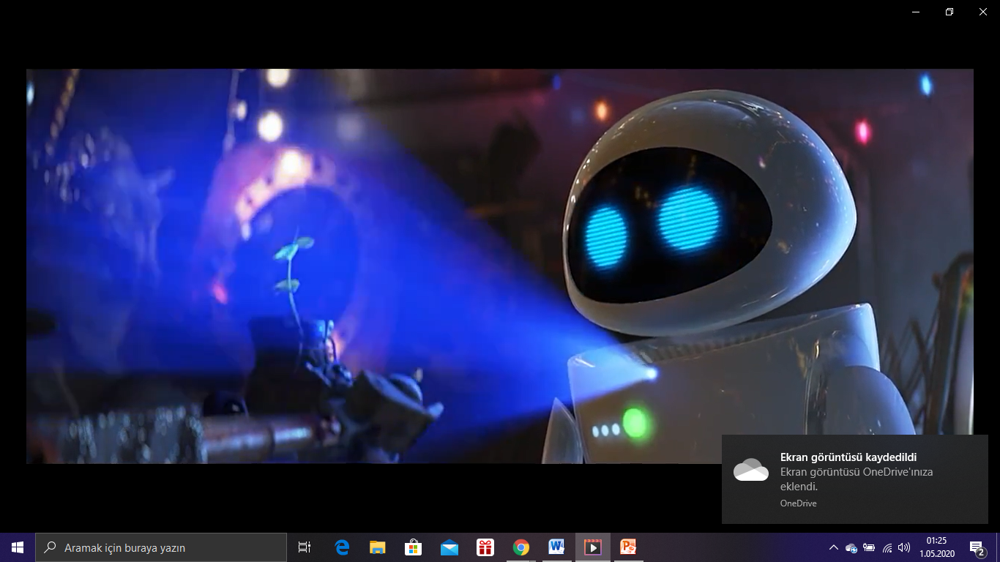 Ekran görüntüsü kaydedildi
Ekran görüntüsü OneDrive'ınıza
eklendi.
OneDrive
Aramak için buraya yazın
01:25
1.05.2020
2